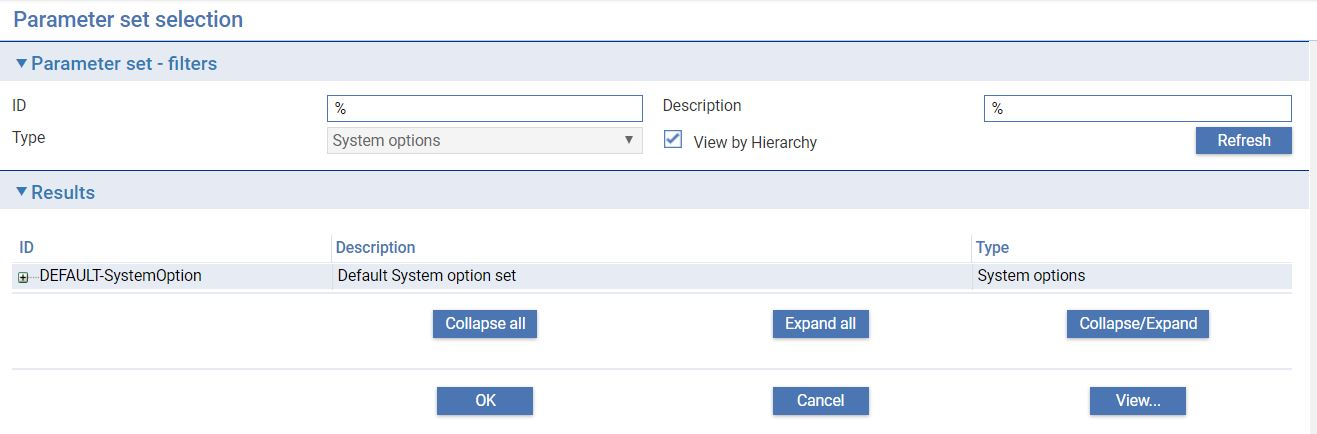 Parameter set selection
Parameter set - filters
ID % Description %
Type System options View by Hierarchy Refresh
Results
ID Description Type
DEFAULT-SystemOption Default System option set System options
Collapse all Expand all Collapse/Expand
OK Cancel View...